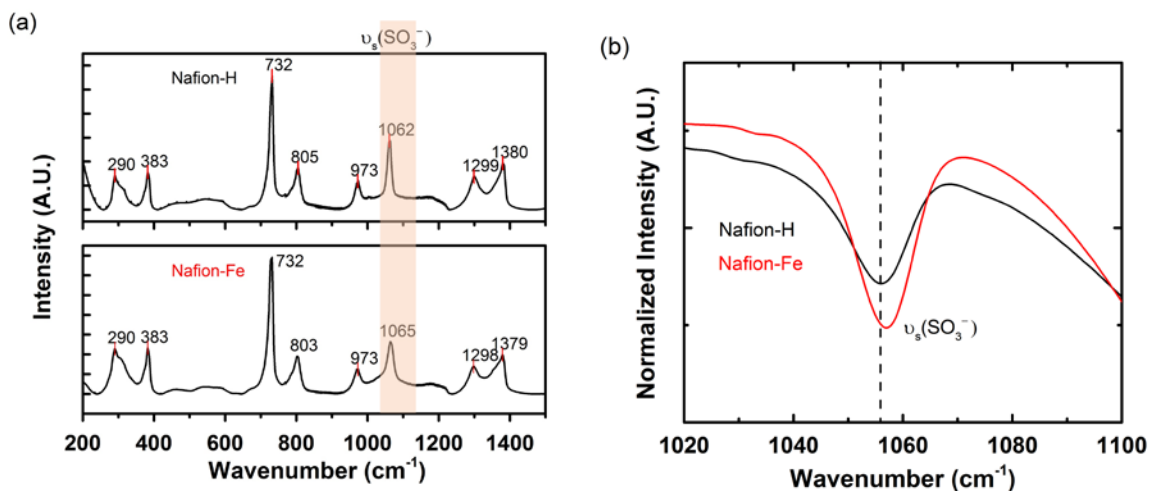 (a)
υs(SO3−)
Nafion-H
290
383
732
805
973
1062
1299
1380
Nafion-Fe
290
383
732
803
973
1065
1298
1379
Intensity (A.U.)
200 400 600 800 1000 1200 1400
Wavenumber (cm-1)
(b)
Normalized Intensity (A.U.)
Nafion-H
Nafion-Fe
υs(SO3−)
1020 1040 1060 1080 1100
Wavenumber (cm-1)